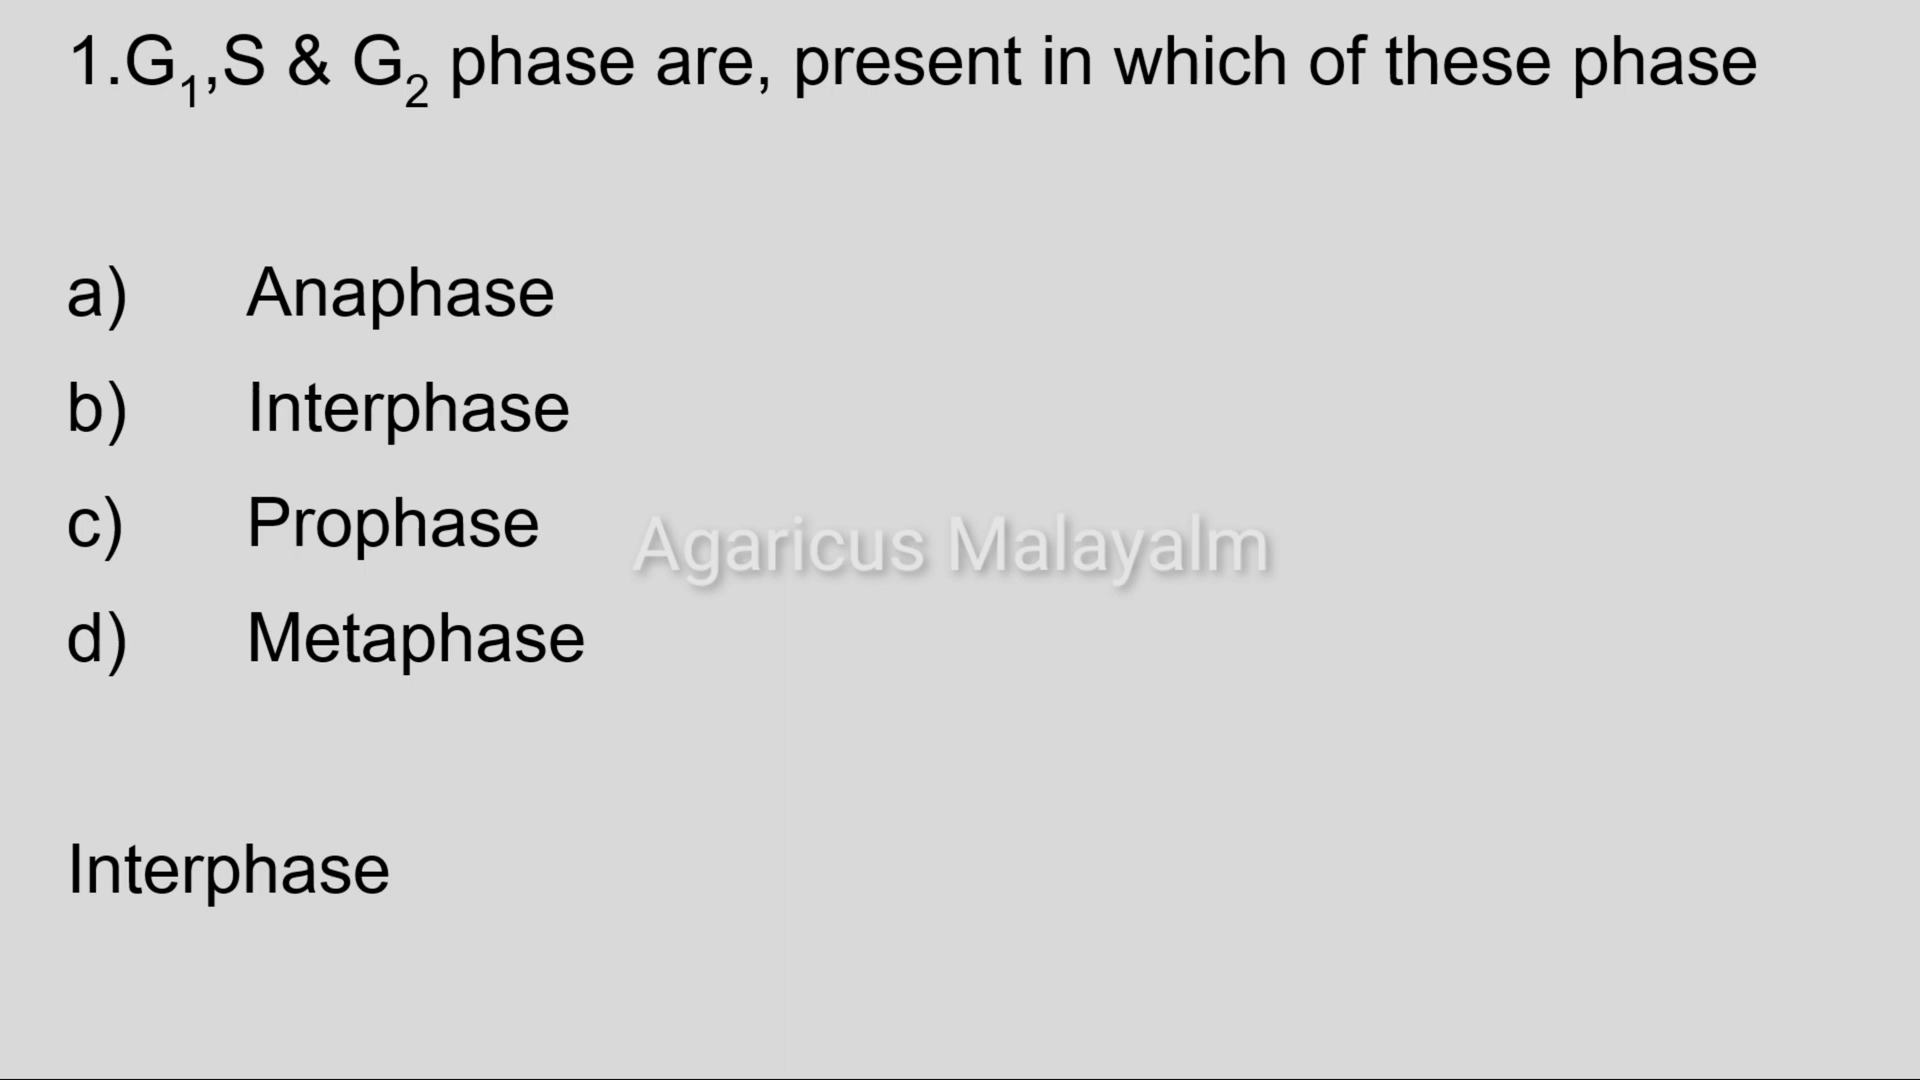 1.G₁,S & G₂ phase are, present in which of these phase
a) Anaphase
b) Interphase
c) Prophase
Agaricus Malayalm
d) Metaphase
Interphase